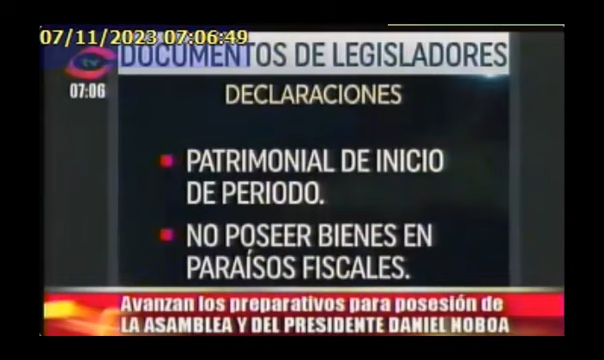 07/11/2023 07:06:49
DOCUMENTOS DE LEGISLADORES
tv
07:06
DECLARACIONES
PATRIMONIAL DE INICIO
DE PERIODO.
NO POSEER BIENES EN
PARAÍSOS FISCALES.
Avanzan los preparativos para posesión de
LA ASAMBLEA Y DEL PRESIDENTE DANIEL NOBOA